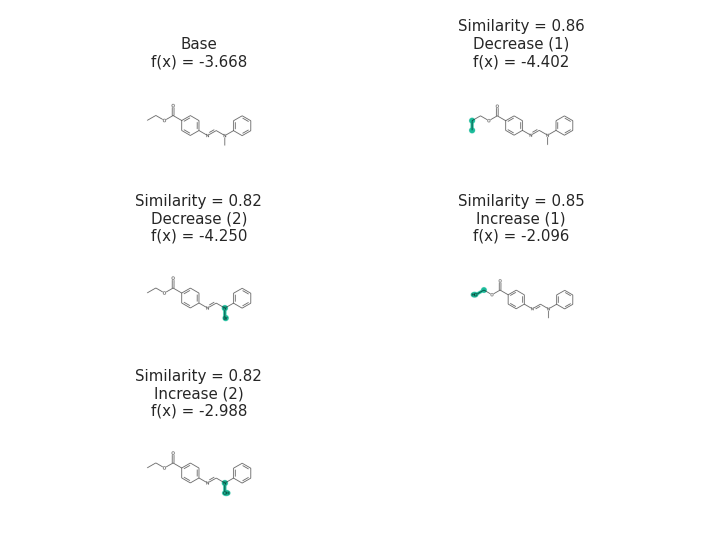 Base
f(x) = -3.668
Similarity = 0.86
Decrease (1)
f(x) = -4.402
Similarity = 0.82
Decrease (2)
f(x) = -4.250
Similarity = 0.85
Increase (1)
f(x) = -2.096
Similarity = 0.82
Increase (2)
f(x) = -2.988